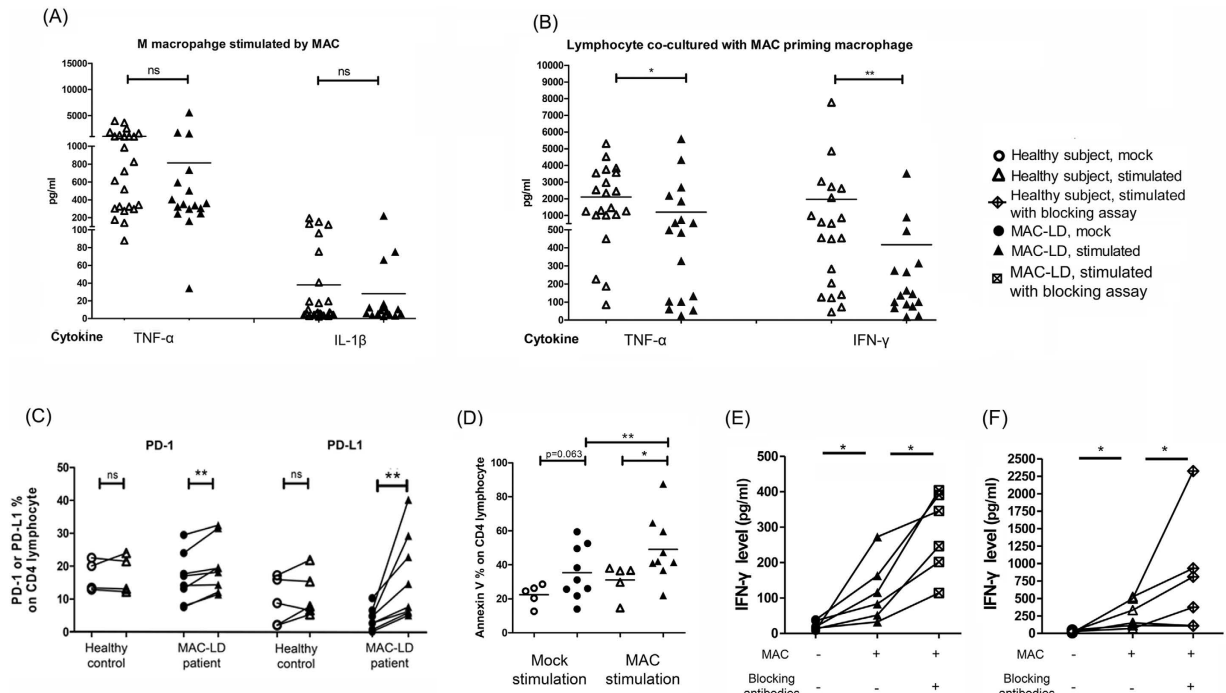 (A)
M macropahge stimulated by MAC
15000
10000
5000
1000
800
600
400
200
100
80
60
40
20
0
pg/ml
ns
ns
Cytokine
TNF-α
IL-1β
(B)
Lymphocyte co-cultured with MAC priming macrophage
10000
9000
8000
7000
6000
5000
4000
3000
2000
1000
500
400
300
200
100
0
pg/ml
*
**
Cytokine
TNF-α
IFN-γ
Healthy subject, mock
Healthy subject, stimulated
Healthy subject, stimulated
with blocking assay
MAC-LD, mock
MAC-LD, stimulated
MAC-LD, stimulated
with blocking assay
(C)
PD-1
PD-L1
PD-1 or PD-L1 %
on CD4 lymphocyte
50
40
30
20
10
0
ns
**
ns
**
Healthy
control
MAC-LD
patient
Healthy
control
MAC-LD
patient
(D)
Annexin V % on CD4 lymphocyte
100
80
60
40
20
0
p=0.063
**
*
Mock
stimulation
MAC
stimulation
(E)
IFN-γ level (pg/ml)
500
400
300
200
100
0
*
*
MAC - + +
Blocking
antibodies - - +
(F)
IFN-γ level (pg/ml)
2500
2250
2000
1750
1500
1250
1000
750
500
250
0
*
*
MAC - + +
Blocking
antibodies - - +